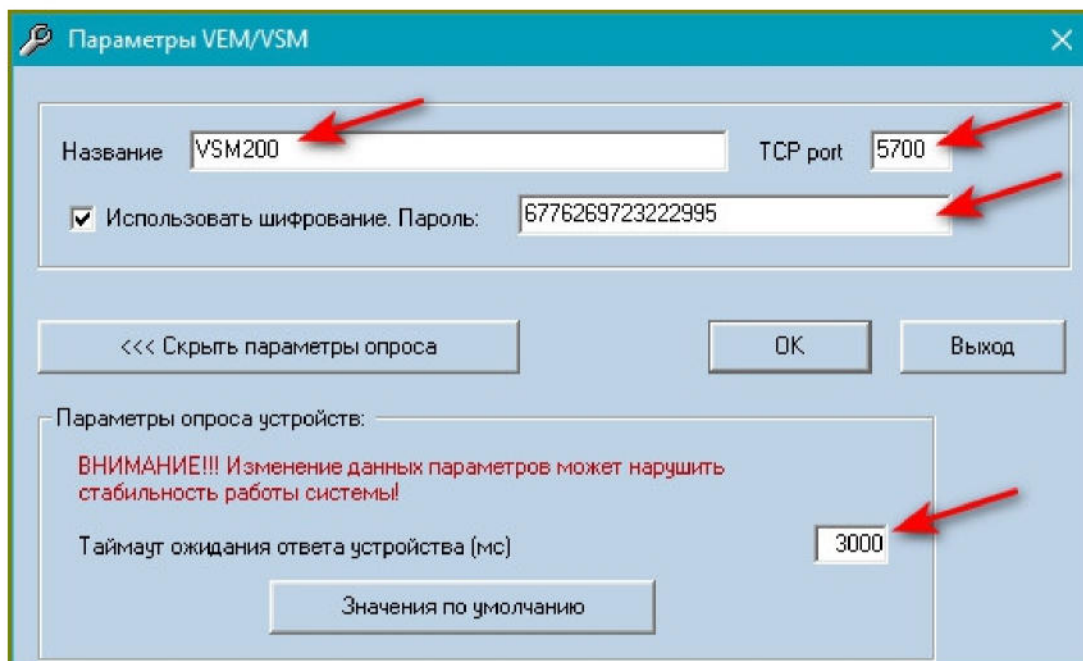 Параметры VEM/VSM
Название VSM200 TCP port 5700
Использовать шифрование. Пароль: 6776269723222995
<<< Скрыть параметры опроса OK Выход
Параметры опроса устройств:
ВНИМАНИЕ!!! Изменение данных параметров может нарушить
стабильность работы системы!
Таймаут ожидания ответа устройства (мс) 3000
Значения по умолчанию